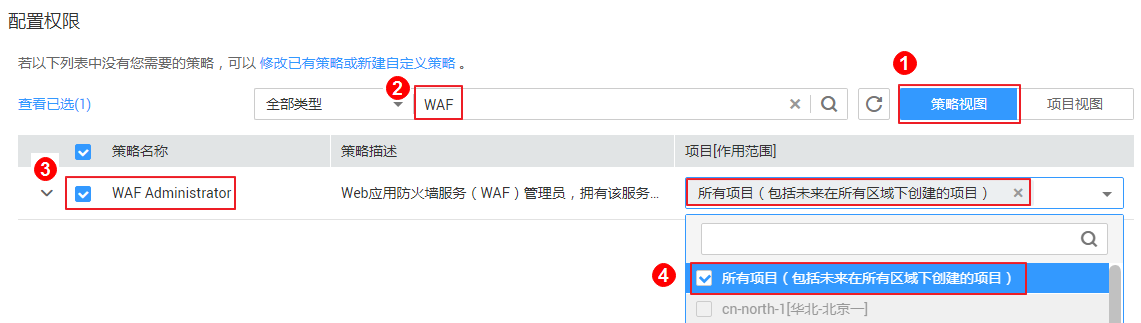 配置权限
若以下列表中没有您需要的策略，可以 修改已有策略或新建自定义策略 。
1
查看已选(1)
全部类型
2
WAF
策略视图
项目视图
策略名称
策略描述
项目[作用范围]
3
WAF Administrator
Web应用防火墙服务（WAF）管理员，拥有该服务...
所有项目（包括未来在所有区域下创建的项目）
4
所有项目（包括未来在所有区域下创建的项目）
cn-north-1[华北-北京一]